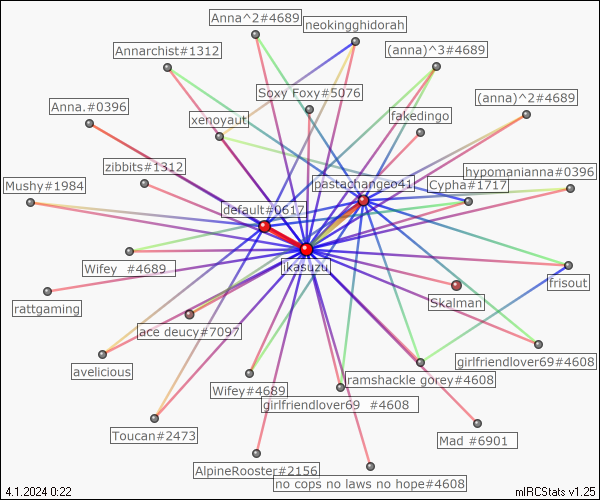 Anna^2#4689
neokingghidorah
Annarchist#1312
(anna)^3#4689
Soxy Foxy#5076
Anna.#0396
(anna)^2#4689
xenoyaut
fakedingo
zibbits#1312
hypomanianna#0396
Mushy#1984
pastachangeo41
Cypha#1717
default#0617
Wifey #4689
ikasuzu
frisout
rattgaming
Skalman
ace deucy#7097
girlfriendlover69#4608
avelicious
ramshackle gorey#4608
Wifey#4689
girlfriendlover69 #4608
Toucan#2473
Mad #6901
AlpineRooster#2156
no cops no laws no hope#4608
4.1.2024 0:22
mIRCStats v1.25